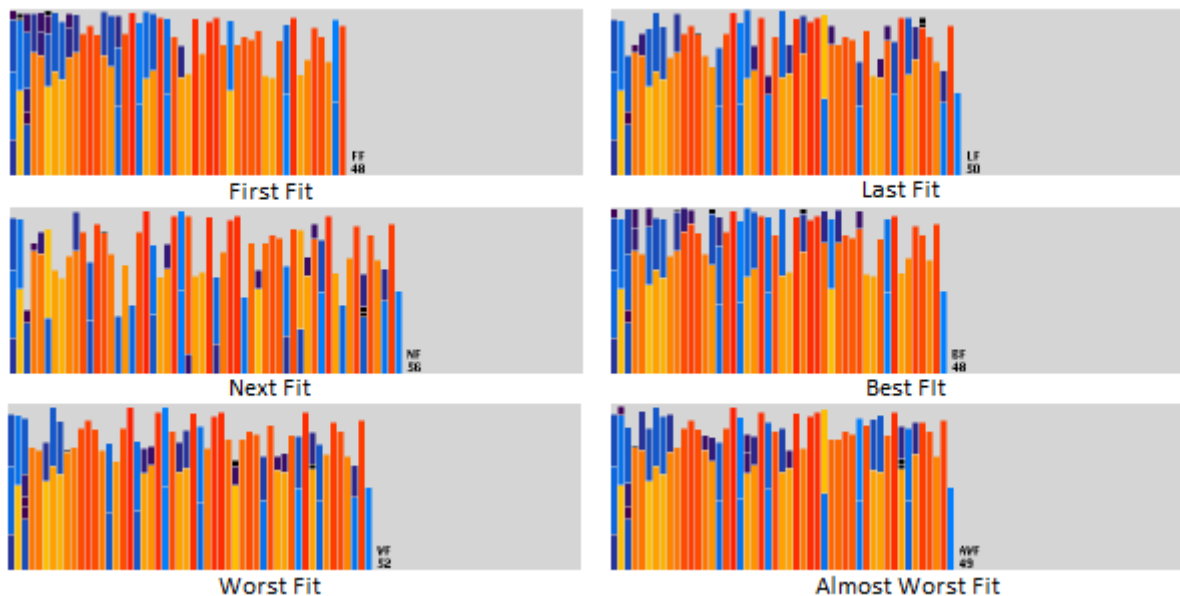 FF
48
First Fit
LF
50
Last Fit
NF
56
Next Fit
BF
48
Best FIt
WF
52
Worst Fit
AWF
49
Almost Worst Fit